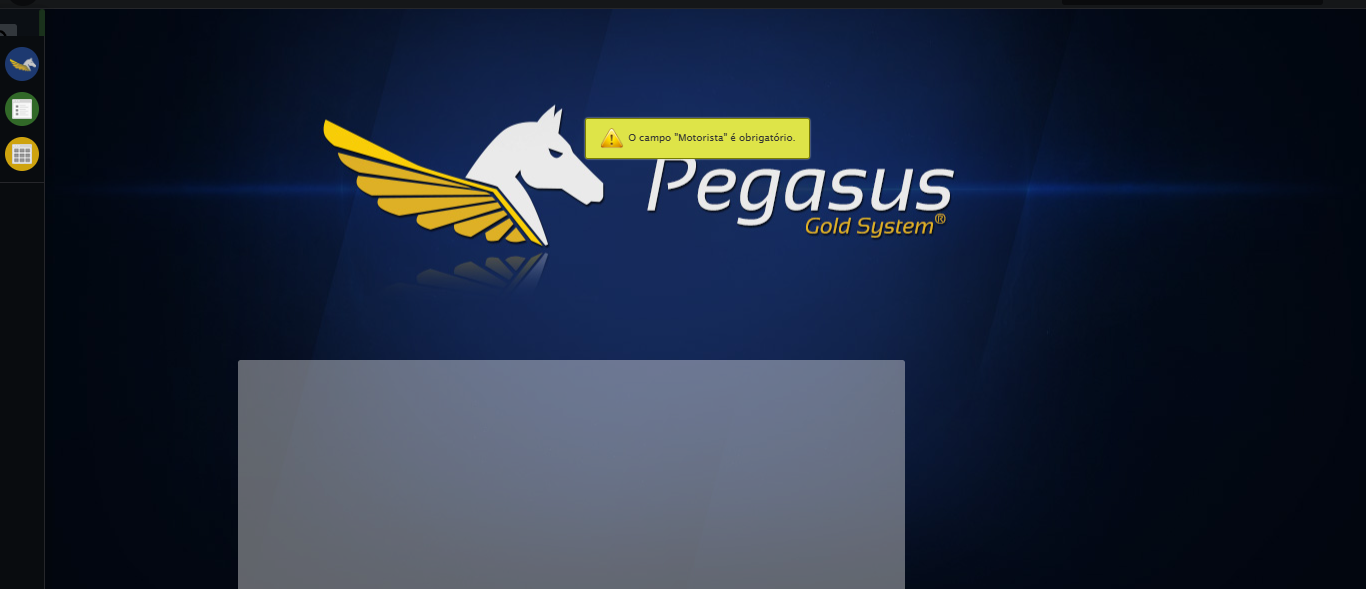 O campo "Motorista" é obrigatório.
Pegasus
Gold System®